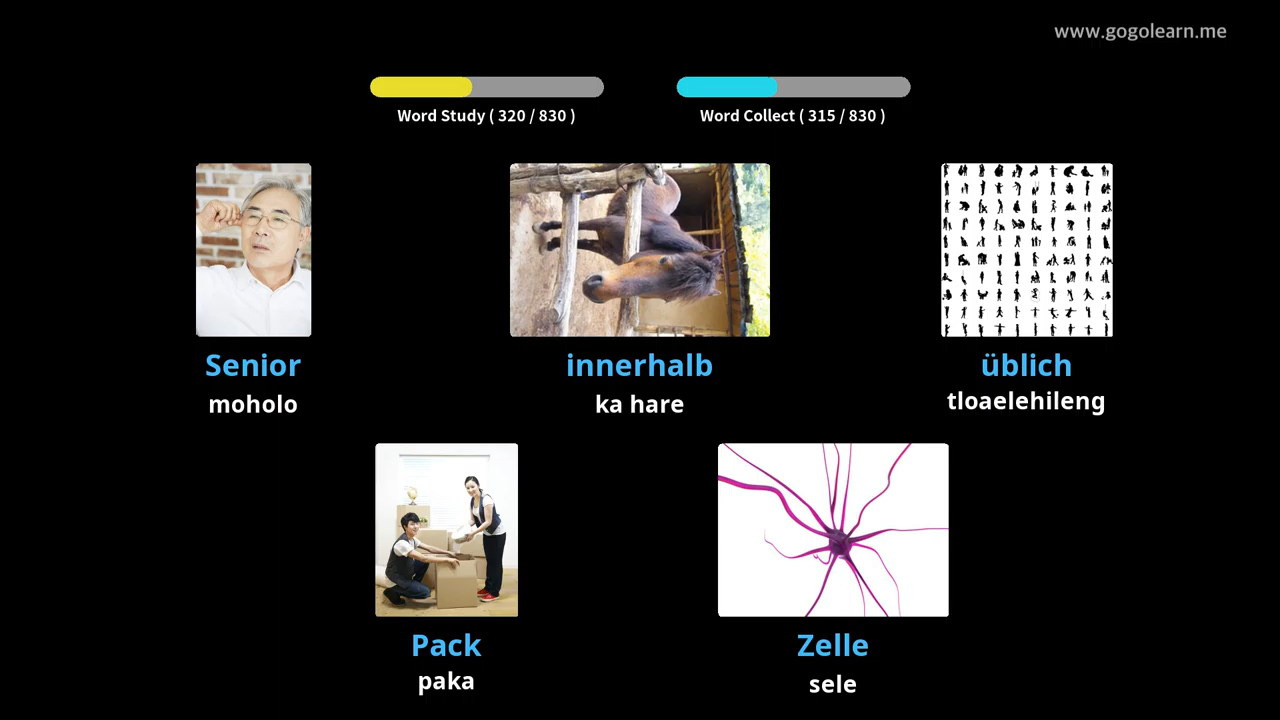 www.gogolearn.me
Word Study ( 320 / 830 )
Word Collect ( 315 / 830 )
Senior
moholo
innerhalb
ka hare
üblich
tloaelehileng
Pack
paka
Zelle
sele